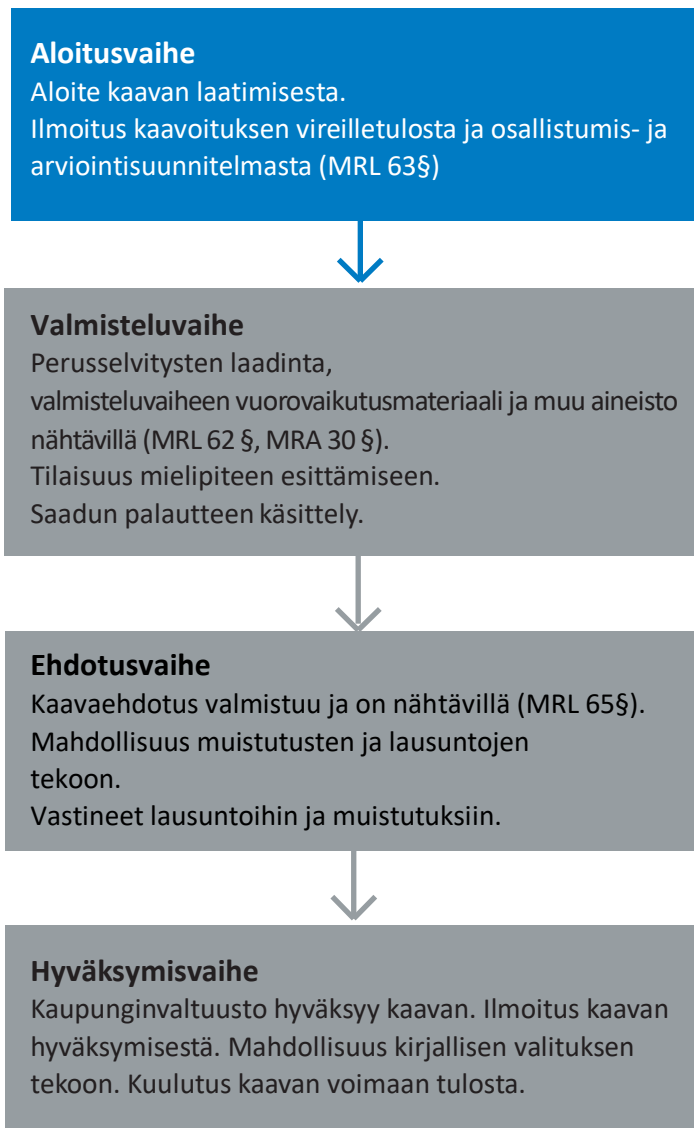 Aloitusvaihe
Aloite kaavan laatimisesta.
Ilmoitus kaavoituksen vireilletulosta ja osallistumis- ja
arviointisuunnitelmasta (MRL 63§)
Valmisteluvaihe
Perusselvitysten laadinta,
valmisteluvaiheen vuorovaikutusmateriaali ja muu aineisto
nähtävillä (MRL 62 §, MRA 30 §).
Tilaisuus mielipiteen esittämiseen.
Saadun palautteen käsittely.
Ehdotusvaihe
Kaavaehdotus valmistuu ja on nähtävillä (MRL 65§).
Mahdollisuus muistutusten ja lausuntojen
tekoon.
Vastineet lausuntoihin ja muistutuksiin.
Hyväksymisvaihe
Kaupunginvaltuusto hyväksyy kaavan. Ilmoitus kaavan
hyväksymisestä. Mahdollisuus kirjallisen valituksen
tekoon. Kuulutus kaavan voimaan tulosta.